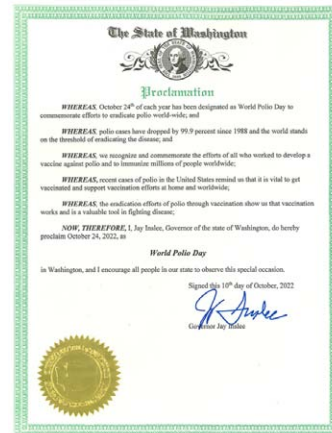 The State of Washington
Proclamation
WHEREAS, October 24th of each year has been designated as World Polio Day to
commemorate efforts to eradicate polio world-wide; and
WHEREAS, polio cases have dropped by 99.9 percent since 1988 and the world stands
on the threshold of eradicating the disease; and
WHEREAS, we recognize and commemorate the efforts of all who worked to develop a
vaccine against polio and to immunize millions of people worldwide;
WHEREAS, recent cases of polio in the United States remind us that it is vital to get
vaccinated and support vaccination efforts at home and worldwide;
WHEREAS, the eradication efforts of polio through vaccination show us that vaccination
works and is a valuable tool in fighting disease;
NOW, THEREFORE, I, Jay Inslee, Governor of the state of Washington, do hereby
proclaim October 24, 2022, as
World Polio Day
in Washington, and I encourage all people in our state to observe this special occasion.
Signed this 10th day of October, 2022
Jay Inslee
Governor Jay Inslee